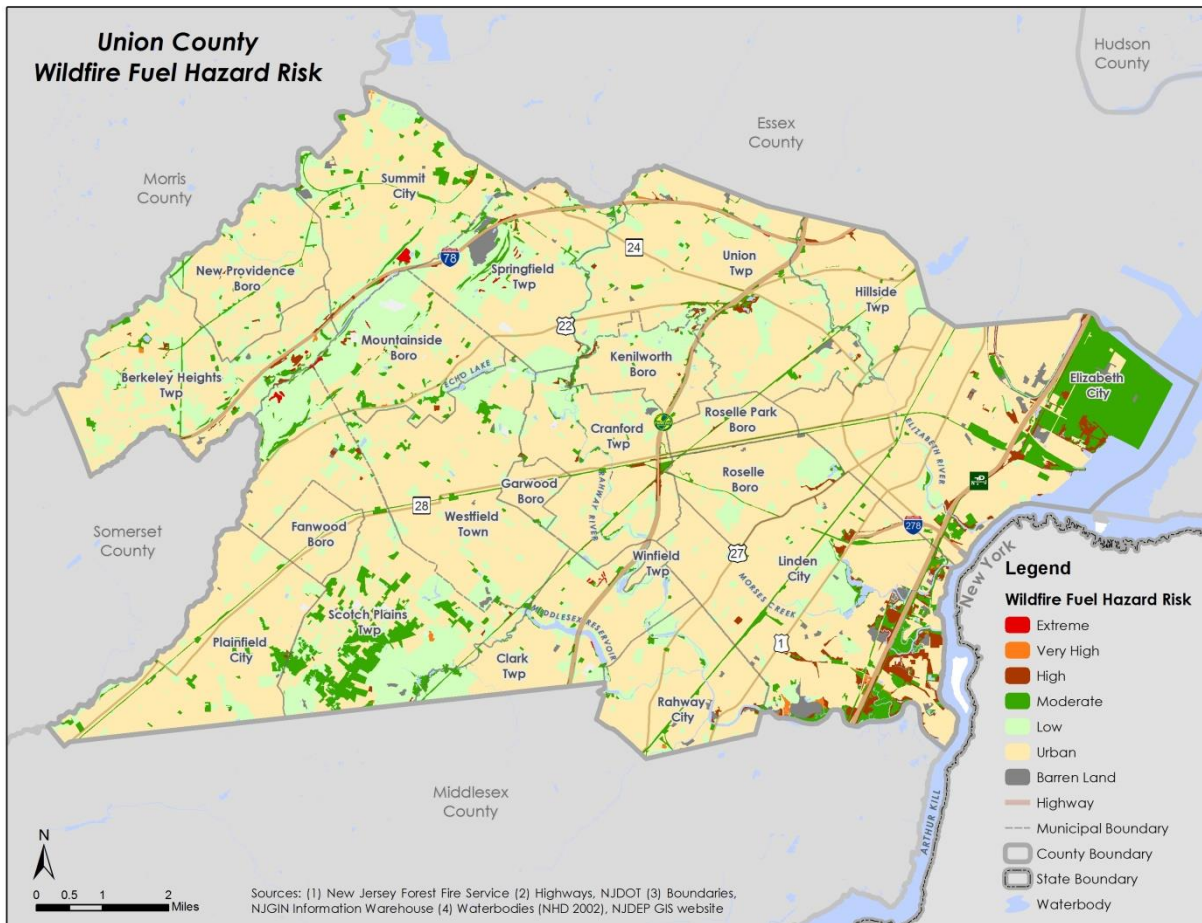 Union County
Wildfire Fuel Hazard Risk
Hudson
County
Essex
County
Morris
County
Summit
City
24
Union
Twp
78
Springfield
Twp
New Providence
Boro
Hillside
Twp
22
Mountainside
Boro
Kenilworth
Boro
ECHO LAKE
Berkeley Heights
Twp
Elizabeth
City
Roselle Park
Boro
Cranford
Twp
ELIZABETH RIVER
Roselle
Boro
Garwood
Boro
RAHWAY RIVER
28
Westfield
Town
Fanwood
Boro
278
Somerset
County
27
Linden
City
Winfield
Twp
New York
MORSES CREEK
Scotch Plains
Twp
MIDDLESEX RESERVOIR
Plainfield
City
1
Clark
Twp
Rahway
City
Middlesex
County
ARTHUR KILL
Legend
Wildfire Fuel Hazard Risk
Extreme
Very High
High
Moderate
Low
Urban
Barren Land
Highway
Municipal Boundary
County Boundary
State Boundary
Waterbody
N
0 0.5 1 2
Miles
Sources: (1) New Jersey Forest Fire Service (2) Highways, NJDOT (3) Boundaries,
NJGIN Information Warehouse (4) Waterbodies (NHD 2002), NJDEP GIS website